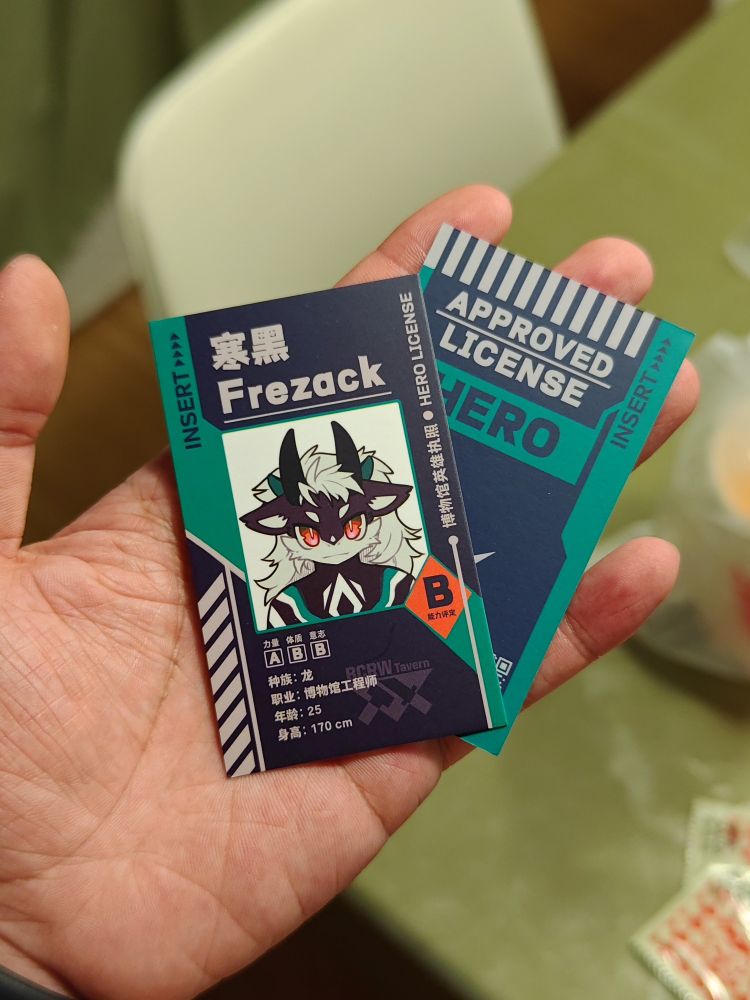 INSERT
寒黑
Frezack
博物馆英雄执照 ● HERO LICENSE
B
能力评定
力量 体质 意志
A B B
种族：龙
职业：博物馆工程师
年龄：25
身高：170 cm
BCRW Tavern
APPROVED
LICENSE
HERO
INSERT